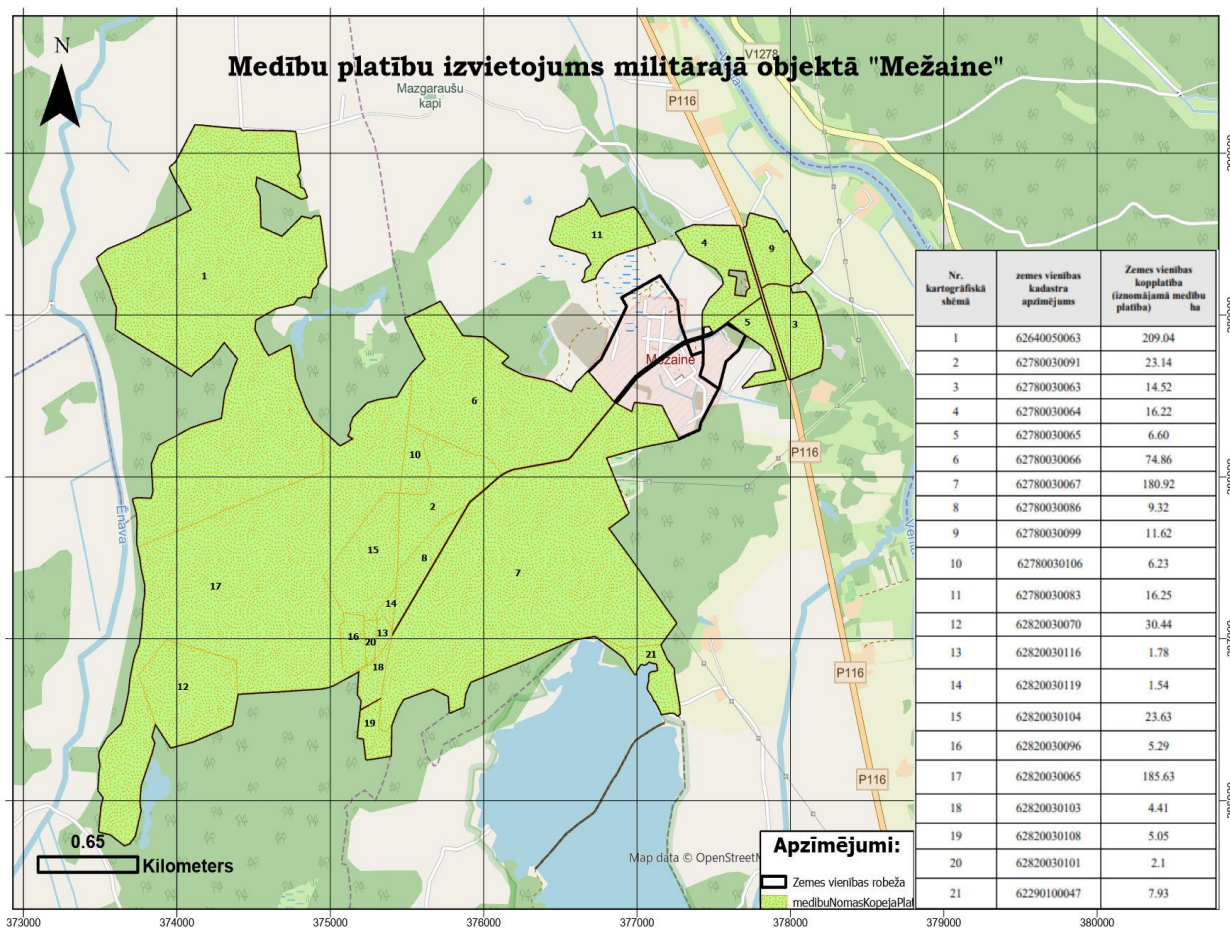 Medību platību izvietojums militārajā objektā "Mežaine"
N
Mazgaraušu
kapi
V1278
P116
Venta
1
11
4
9
5
3
Mežaine
6
10
2
15
8
7
17
14
13
16
20
18
21
12
19
Ēnava
P116
P116
P116
Nr. kartogrāfiskā shēmā | zemes vienības kadastra apzīmējums | Zemes vienības kopplatība (iznomājamā medību platība) ha
1 62640050063 209.04
2 62780030091 23.14
3 62780030063 14.52
4 62780030064 16.22
5 62780030065 6.60
6 62780030066 74.86
7 62780030067 180.92
8 62780030086 9.32
9 62780030099 11.62
10 62780030106 6.23
11 62780030083 16.25
12 62820030070 30.44
13 62820030116 1.78
14 62820030119 1.54
15 62820030104 23.63
16 62820030096 5.29
17 62820030065 185.63
18 62820030103 4.41
19 62820030108 5.05
20 62820030101 2.1
21 62290100047 7.93
0.65
Kilometers
Map data © OpenStreetM
Apzīmējumi:
Zemes vienības robeža
medibuNomasKopejaPlat
373000 374000 375000 376000 377000 378000 379000 380000